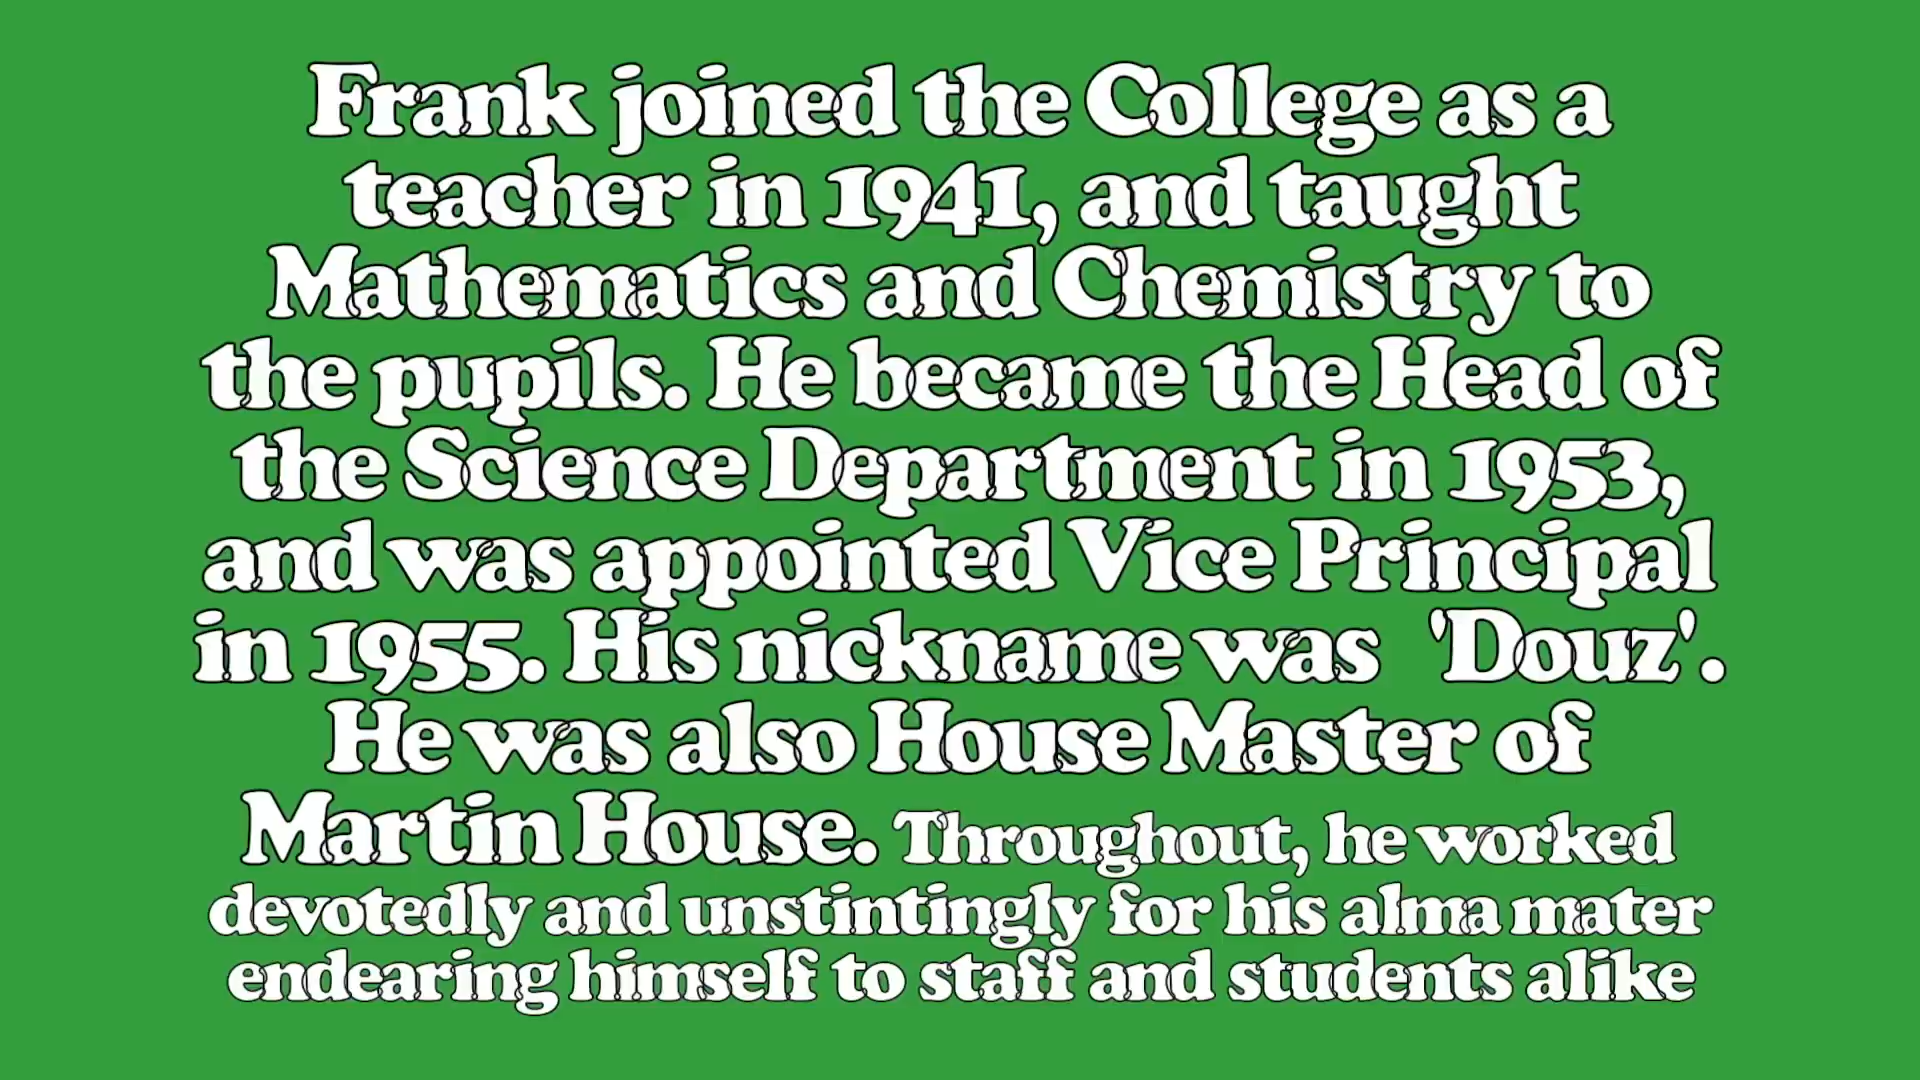 Frank joined the College as a
teacher in 1941, and taught
Mathematics and Chemistry to
the pupils. He became the Head of
the Science Department in 1953,
and was appointed Vice Principal
in 1955. His nickname was 'Douz'.
He was also House Master of
Martin House. Throughout, he worked
devotedly and unstintingly for his alma mater
endearing himself to staff and students alike